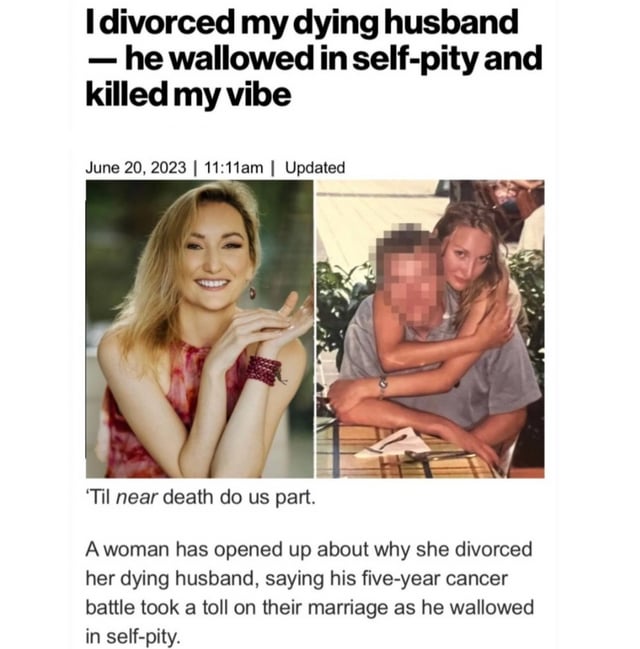 I divorced my dying husband
— he wallowed in self-pity and
killed my vibe
June 20, 2023 | 11:11am | Updated
‘Til near death do us part.
A woman has opened up about why she divorced
her dying husband, saying his five-year cancer
battle took a toll on their marriage as he wallowed
in self-pity.